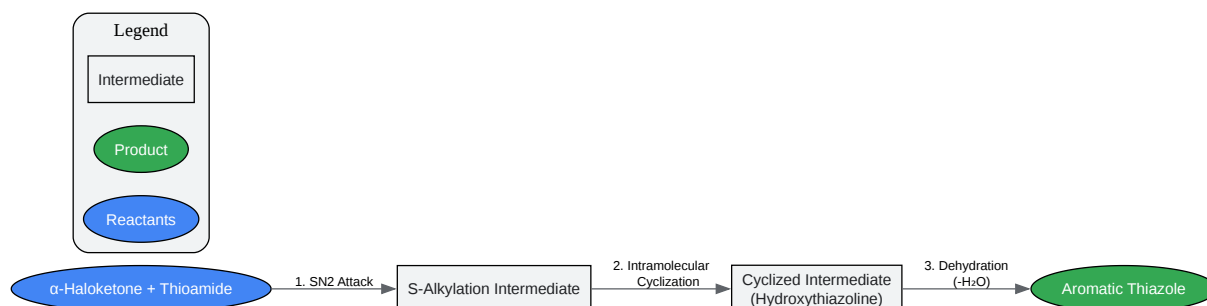 Legend
Intermediate
Product
Reactants
α-Haloketone + Thioamide
1. SN2 Attack
S-Alkylation Intermediate
2. Intramolecular
Cyclization
Cyclized Intermediate
(Hydroxythiazoline)
3. Dehydration
(-H₂O)
Aromatic Thiazole